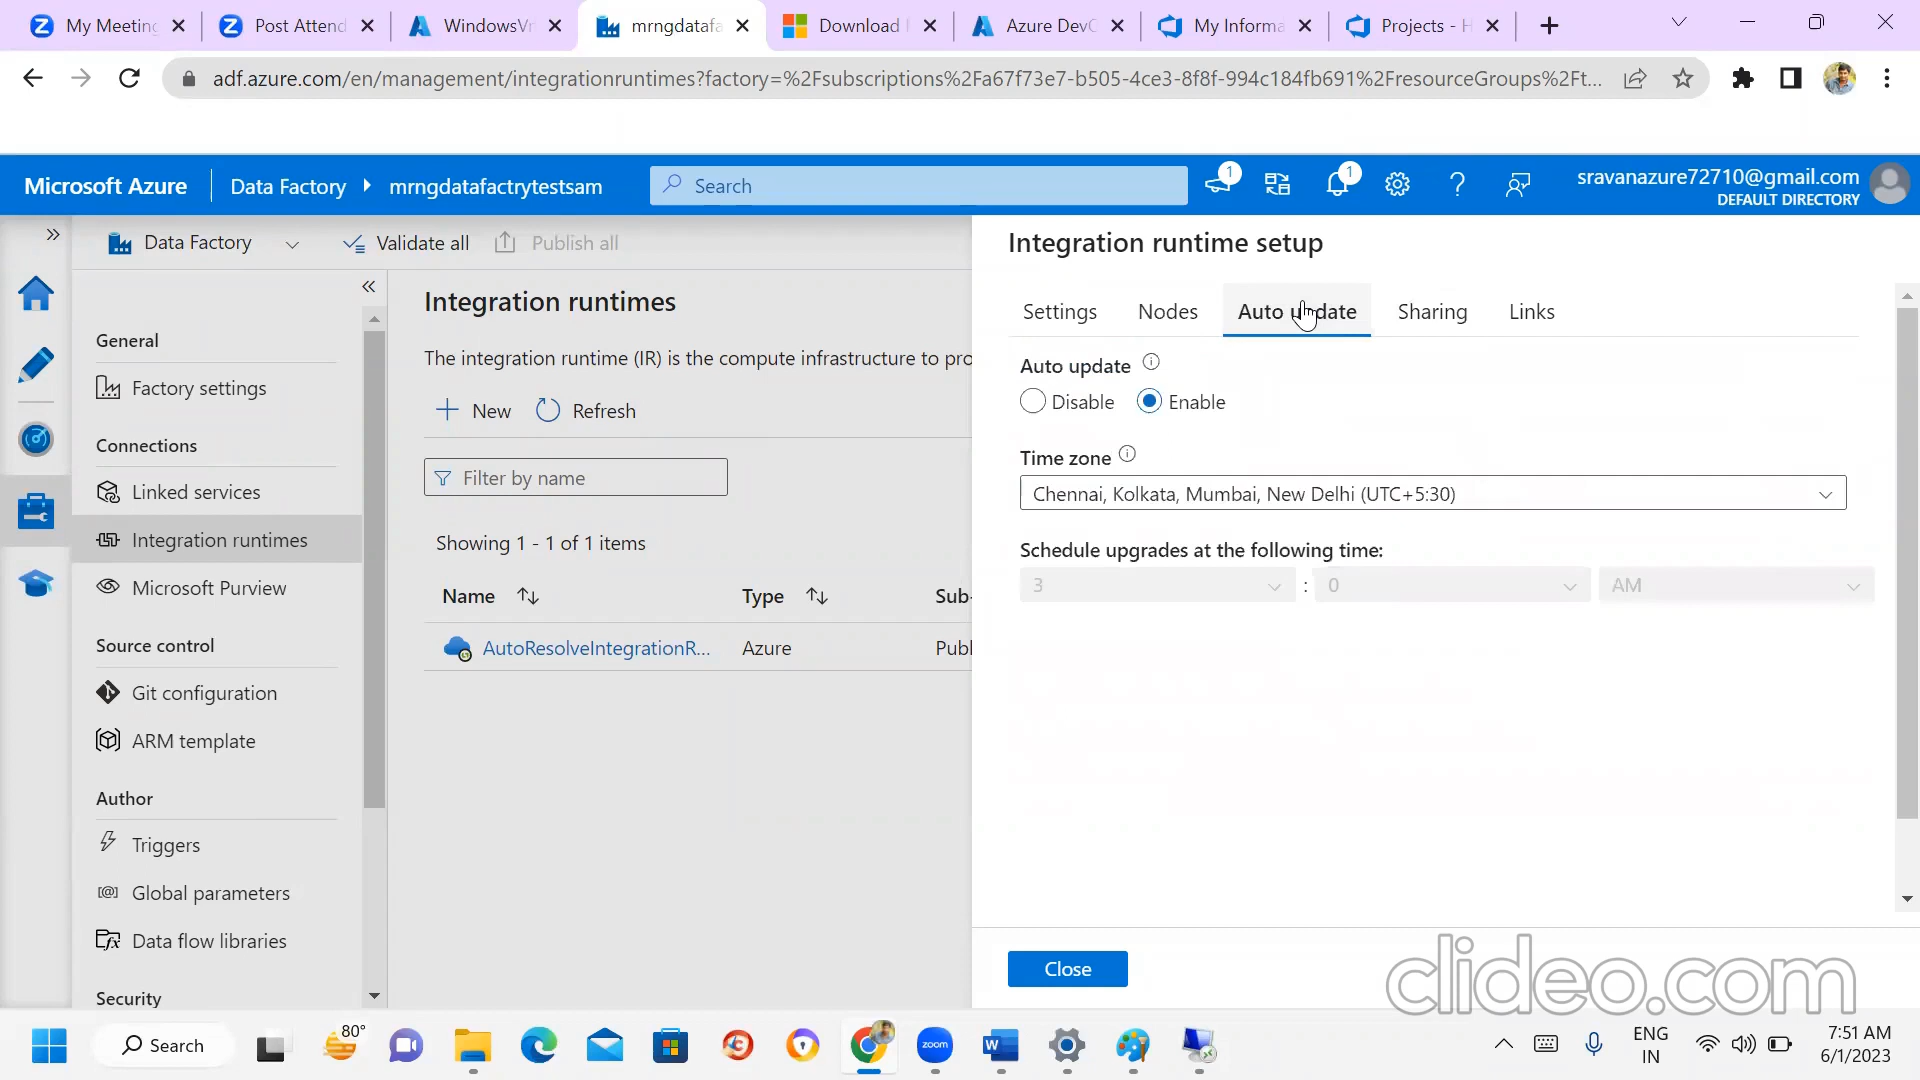 My Meeting
Post Attend
WindowsVr
mrngdatafa
Download
Azure DevO
My Informa
Projects - H
adf.azure.com/en/management/integrationruntimes?factory=%2Fsubscriptions%2Fa67f73e7-b505-4ce3-8f8f-994c184fb691%2FresourceGroups%2Ft...
Microsoft Azure
Data Factory
mrngdatafactrytestsam
Search
1
1
sravanazure72710@gmail.com
DEFAULT DIRECTORY
Data Factory
Validate all
Publish all
General
Factory settings
Connections
Linked services
Integration runtimes
Microsoft Purview
Source control
Git configuration
ARM template
Author
Triggers
Global parameters
Data flow libraries
Security
Integration runtimes
The integration runtime (IR) is the compute infrastructure to pro
New
Refresh
Filter by name
Showing 1 - 1 of 1 items
Name
Type
Sub-
AutoResolveIntegrationR...
Azure
Publ
Integration runtime setup
Settings
Nodes
Auto update
Sharing
Links
Auto update
Disable
Enable
Time zone
Chennai, Kolkata, Mumbai, New Delhi (UTC+5:30)
Schedule upgrades at the following time:
3 : 0 AM
Close
clideo.com
Search
80°
zoom
ENG
IN
7:51 AM
6/1/2023